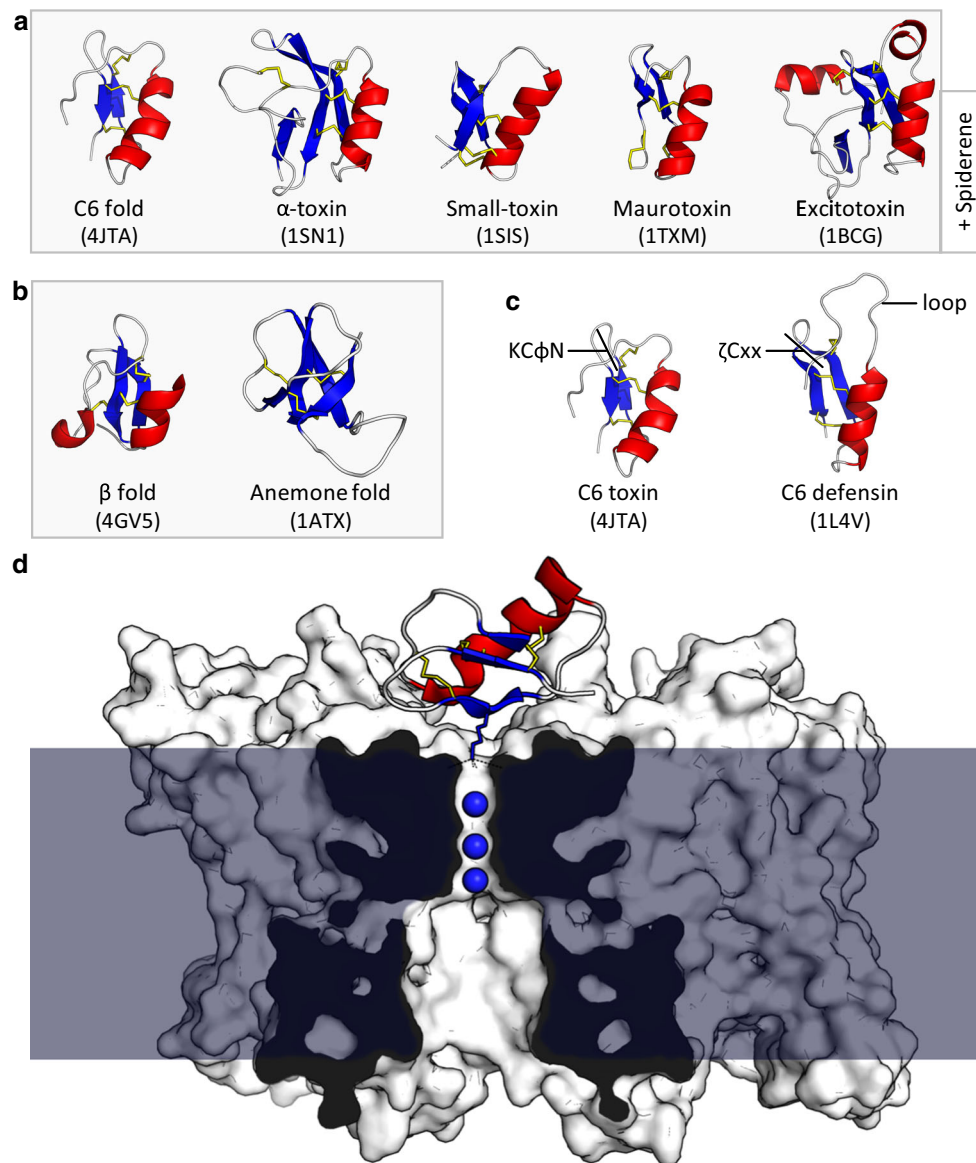 a
C6 fold
(4JTA)
α-toxin
(1SN1)
Small-toxin
(1SIS)
Maurotoxin
(1TXM)
Excitotoxin
(1BCG)
+ Spiderene
b
β fold
(4GV5)
Anemone fold
(1ATX)
c
KCϕN
C6 toxin
(4JTA)
ζCxx
loop
C6 defensin
(1L4V)
d